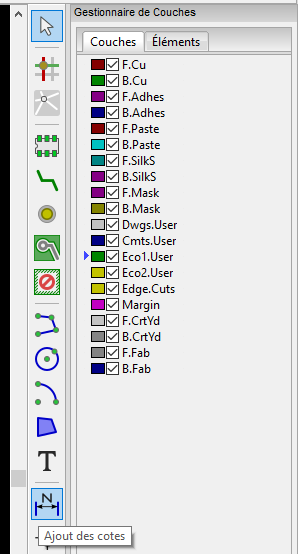 Gestionnaire de Couches
Couches
Éléments
F.Cu
B.Cu
F.Adhes
B.Adhes
F.Paste
B.Paste
F.SilkS
B.SilkS
F.Mask
B.Mask
Dwgs.User
Cmts.User
Eco1.User
Eco2.User
Edge.Cuts
Margin
F.CrtYd
B.CrtYd
F.Fab
B.Fab
T
N
Ajout des cotes